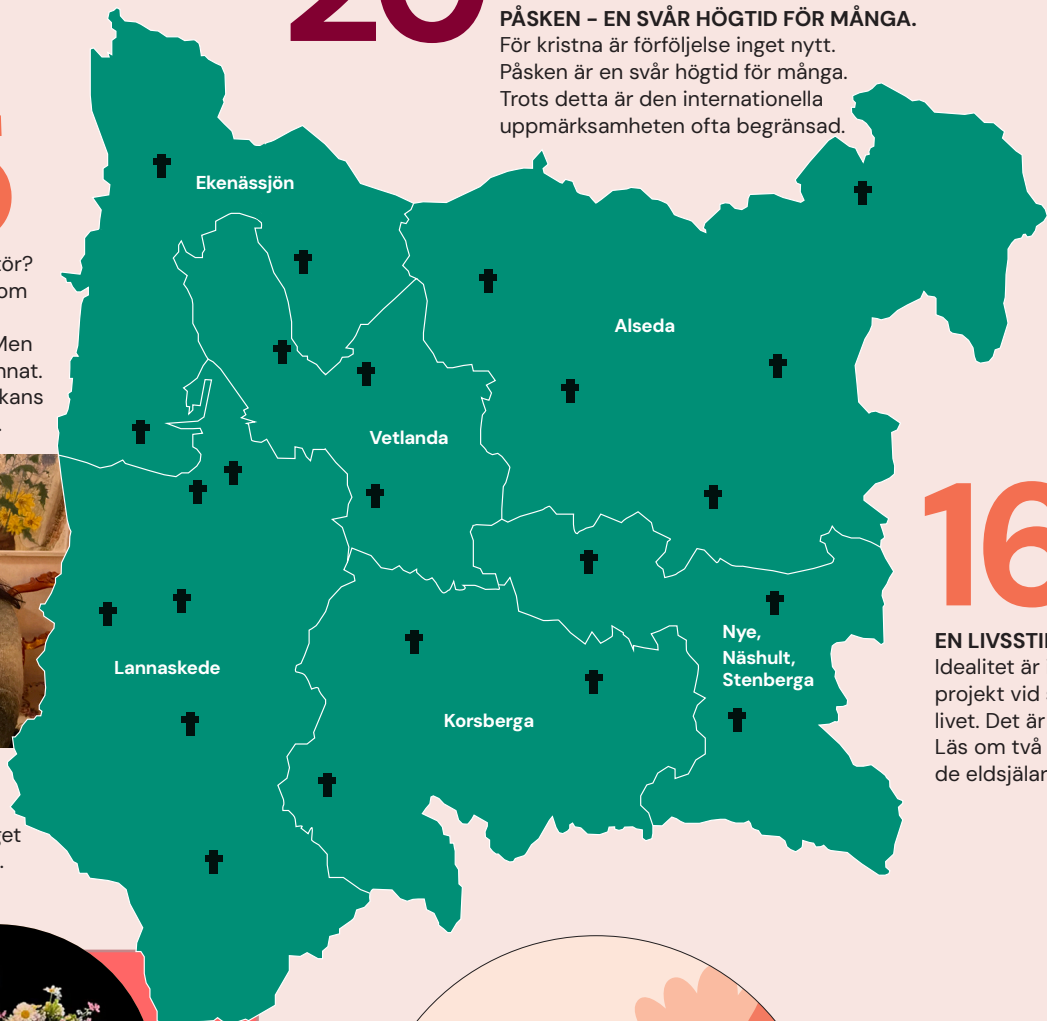 20
PÅSKEN – EN SVÅR HÖGTID FÖR MÅNGA.
För kristna är förföljelse inget nytt.
Påsken är en svår högtid för många.
Trots detta är den internationella
uppmärksamheten ofta begränsad.
Ekenässjön
Alseda
Vetlanda
Lannaskede
Korsberga
Nye,
Näshult,
Stenberga
16
EN LIVSSTI
Idealitet är
projekt vid
livet. Det är
Läs om två
de eldsjälar